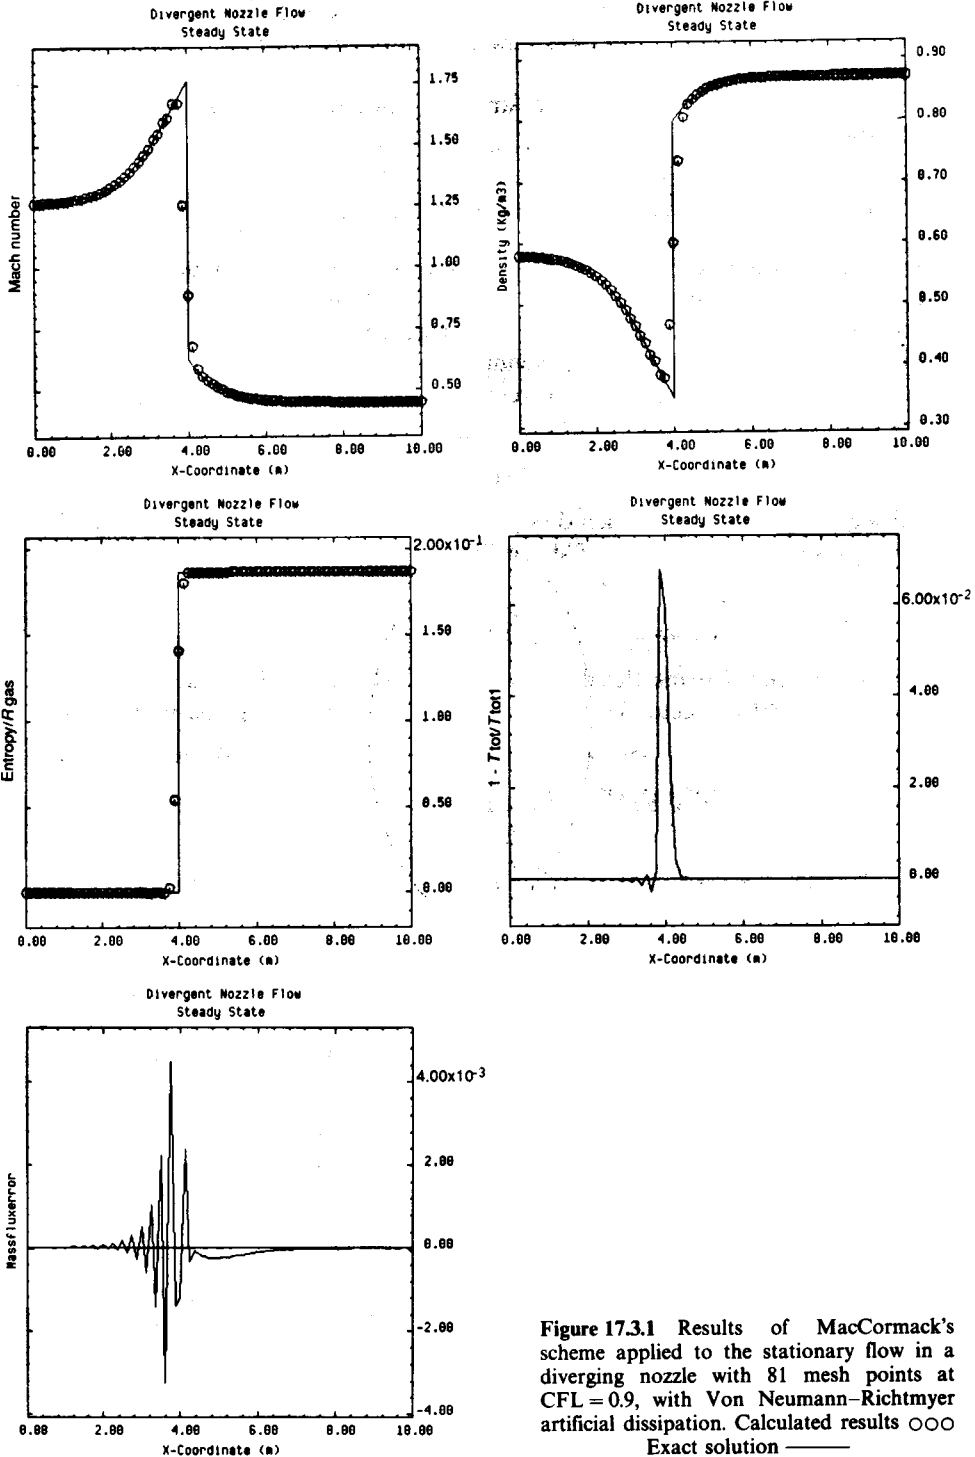 Divergent Nozzle Flow
Steady State
1.75
1.50
1.25
1.00
0.75
0.50
Mach number
0.00 2.00 4.00 6.00 8.00 10.00
X-Coordinate (m)
Divergent Nozzle Flow
Steady State
0.90
0.80
0.70
0.60
0.50
0.40
0.30
Density (Kg/m3)
0.00 2.00 4.00 6.00 8.00 10.00
X-Coordinate (m)
Divergent Nozzle Flow
Steady State
2.00x10-1
1.50
1.00
0.50
0.00
Entropy/R gas
0.00 2.00 4.00 6.00 8.00 10.00
X-Coordinate (m)
Divergent Nozzle Flow
Steady State
6.00x10-2
4.00
2.00
0.00
1 - Ttot/Ttot1
0.00 2.00 4.00 6.00 8.00 10.00
X-Coordinate (m)
Divergent Nozzle Flow
Steady State
4.00x10-3
2.00
0.00
-2.00
-4.00
Massfluxerror
0.00 2.00 4.00 6.00 8.00 10.00
X-Coordinate (m)
Figure 17.3.1 Results of MacCormack's
scheme applied to the stationary flow in a
diverging nozzle with 81 mesh points at
CFL = 0.9, with Von Neumann–Richtmyer
artificial dissipation. Calculated results ○○○
Exact solution ———